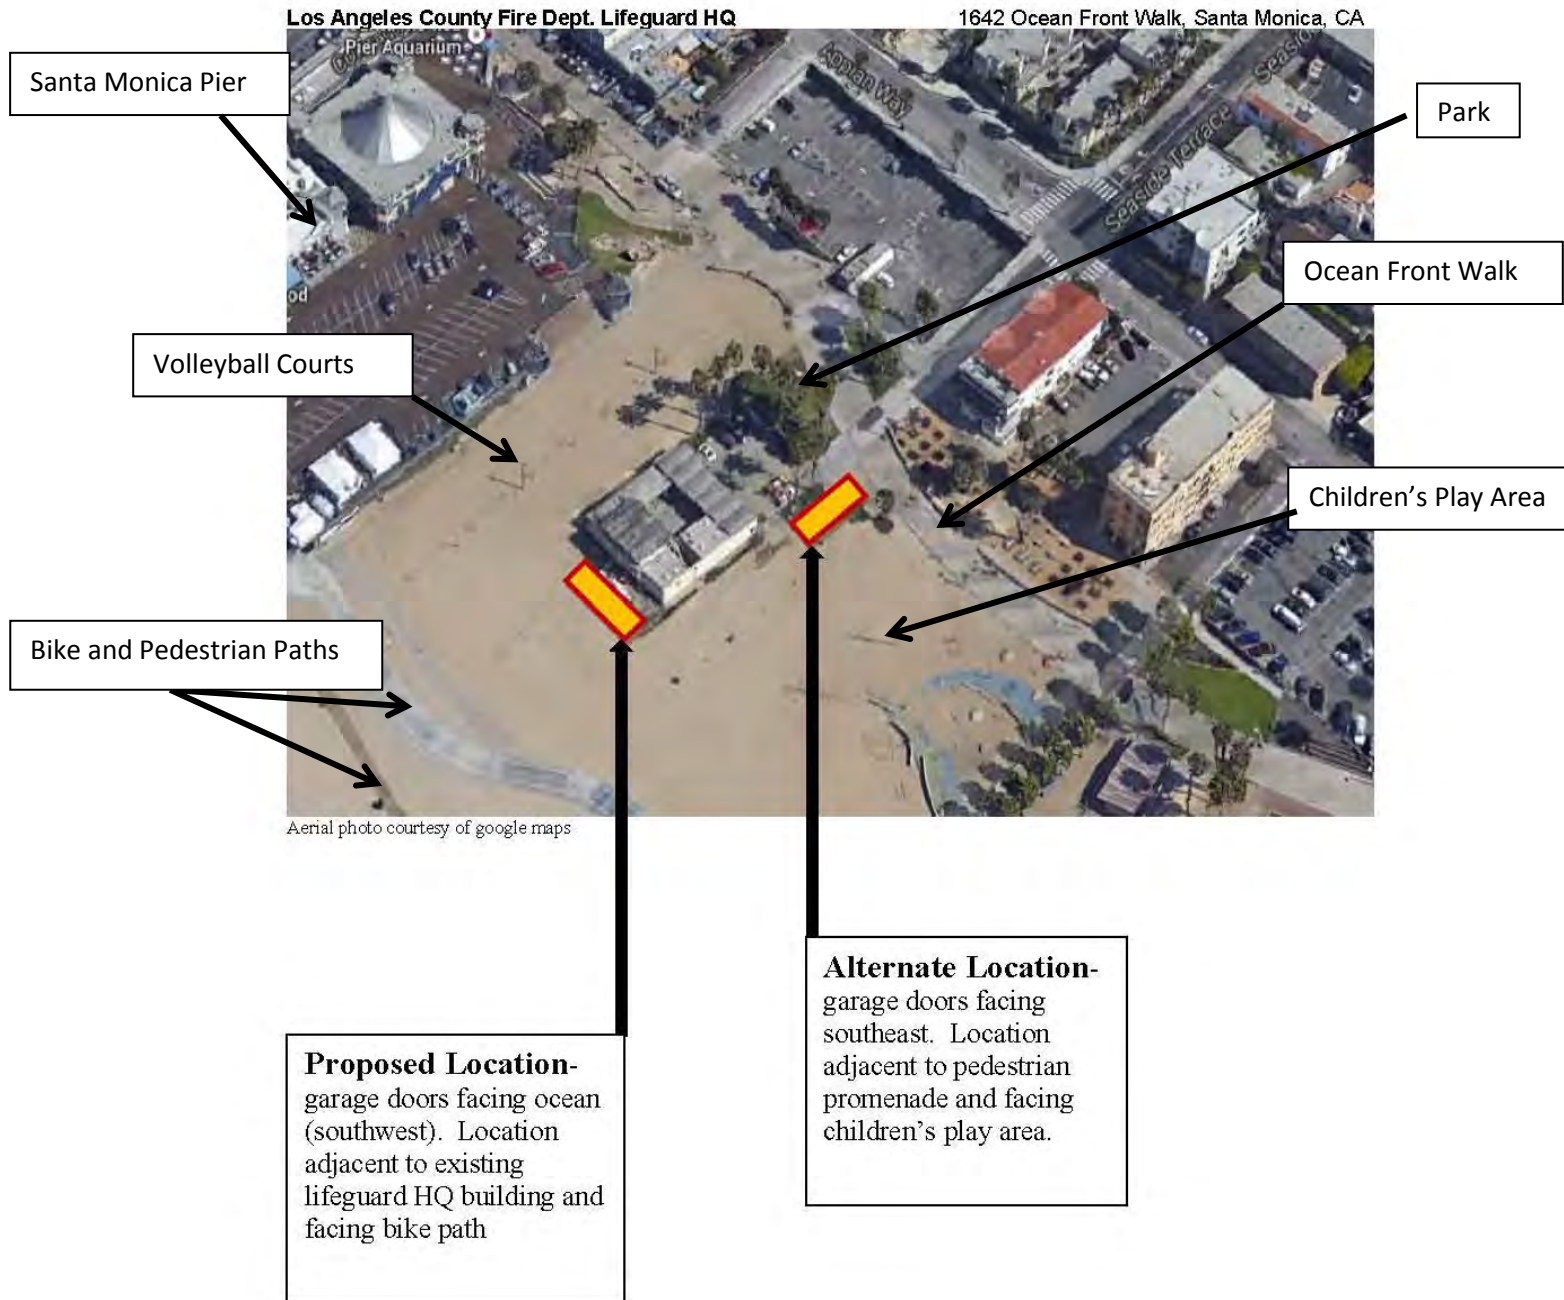 Los Angeles County Fire Dept. Lifeguard HQ
1642 Ocean Front Walk, Santa Monica, CA
Pier Aquarium
Santa Monica Pier
Appian Way
Seaside
Park
Seaside Terrace
Ocean Front Walk
od
Volleyball Courts
Children’s Play Area
Bike and Pedestrian Paths
Aerial photo courtesy of google maps
Alternate Location-
garage doors facing
southeast. Location
adjacent to pedestrian
promenade and facing
children's play area.
Proposed Location-
garage doors facing ocean
(southwest). Location
adjacent to existing
lifeguard HQ building and
facing bike path